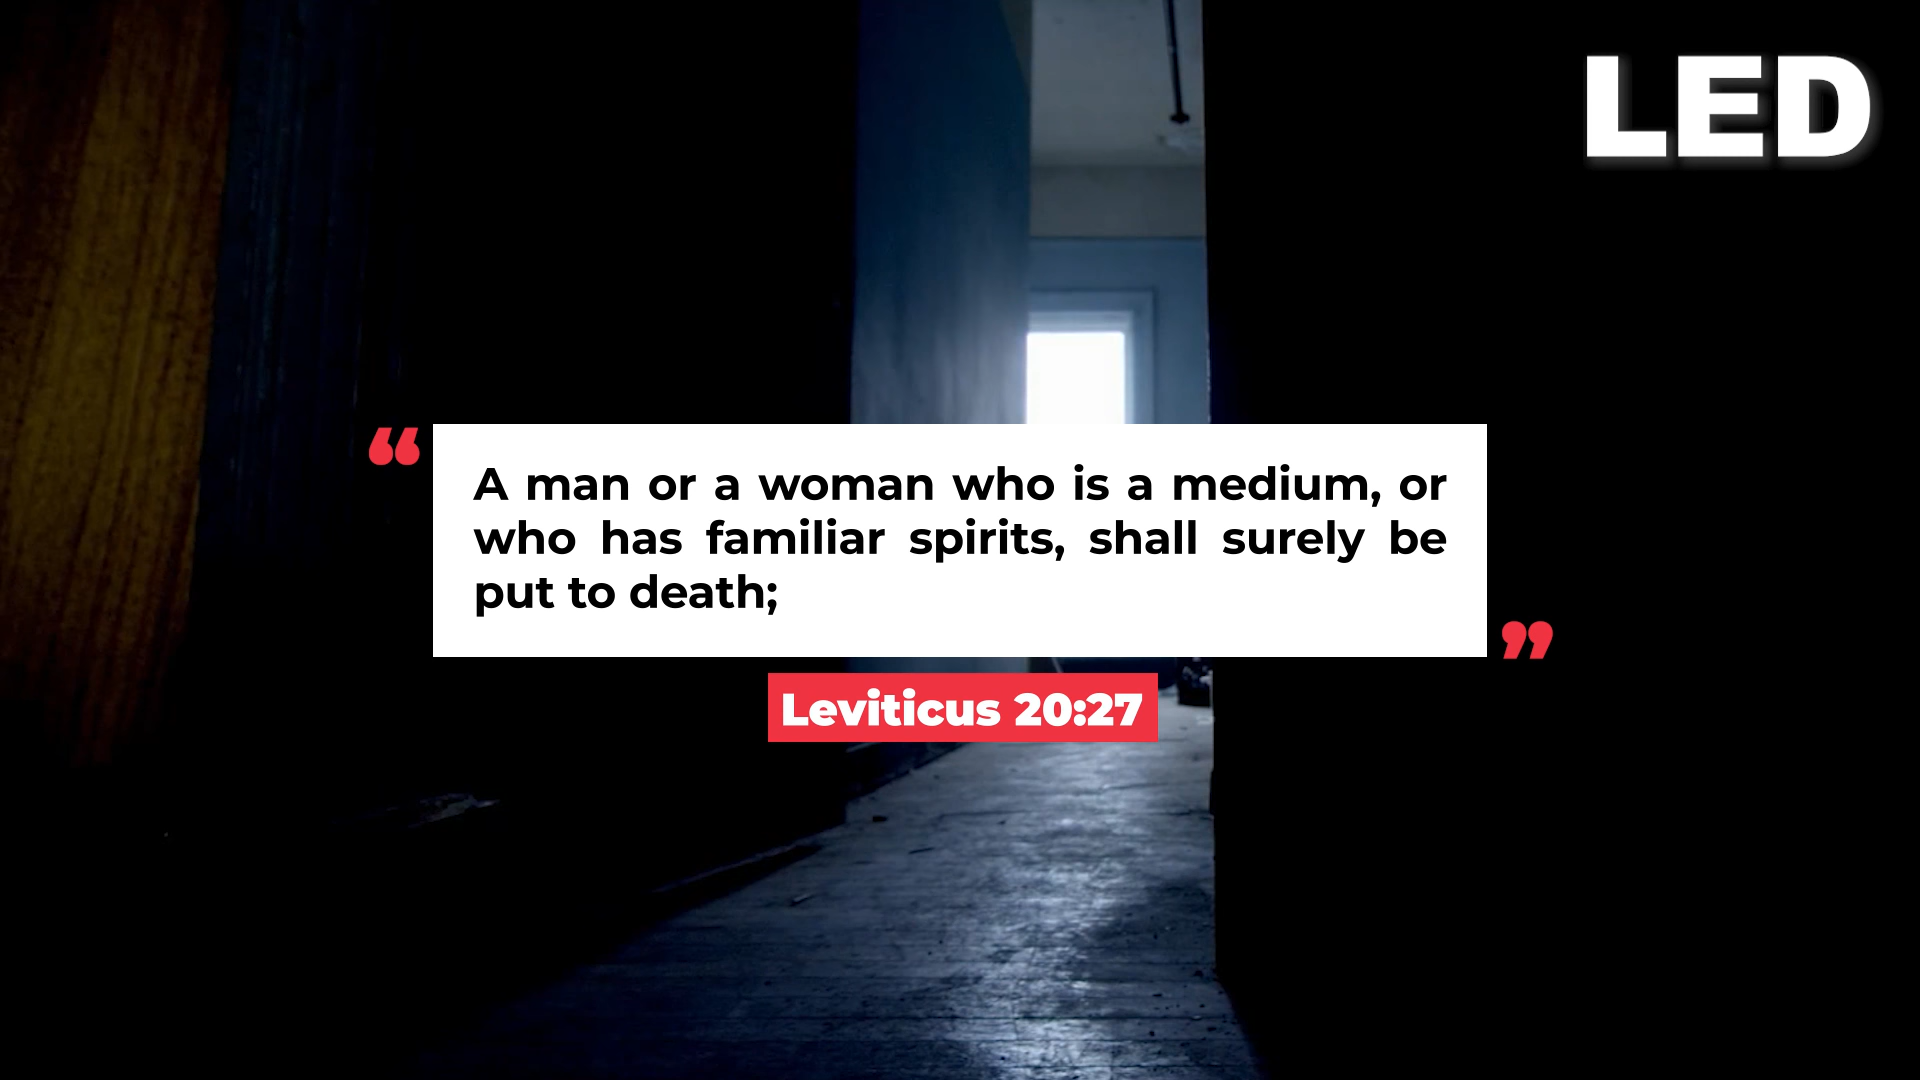 LED
“
A man or a woman who is a medium, or
who has familiar spirits, shall surely be
put to death;
”
Leviticus 20:27